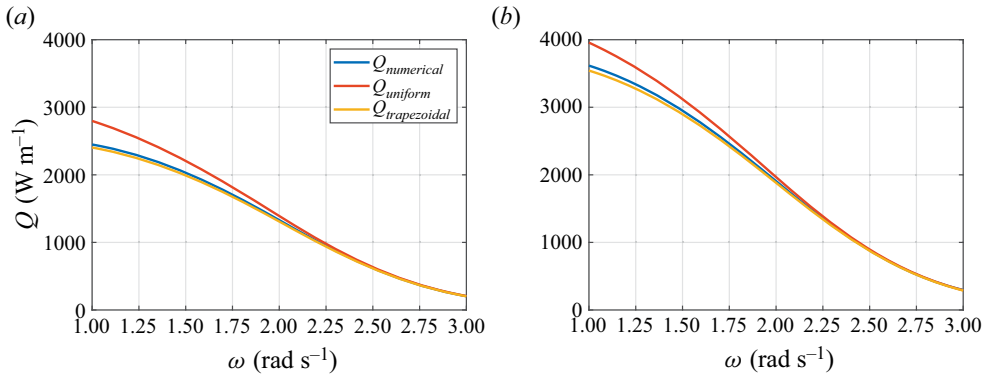 (a)
4000
3000
2000
1000
0
Q (W m⁻¹)
Q_numerical
Q_uniform
Q_trapezoidal
1.00 1.25 1.50 1.75 2.00 2.25 2.50 2.75 3.00
ω (rad s⁻¹)
(b)
4000
3000
2000
1000
0
1.00 1.25 1.50 1.75 2.00 2.25 2.50 2.75 3.00
ω (rad s⁻¹)